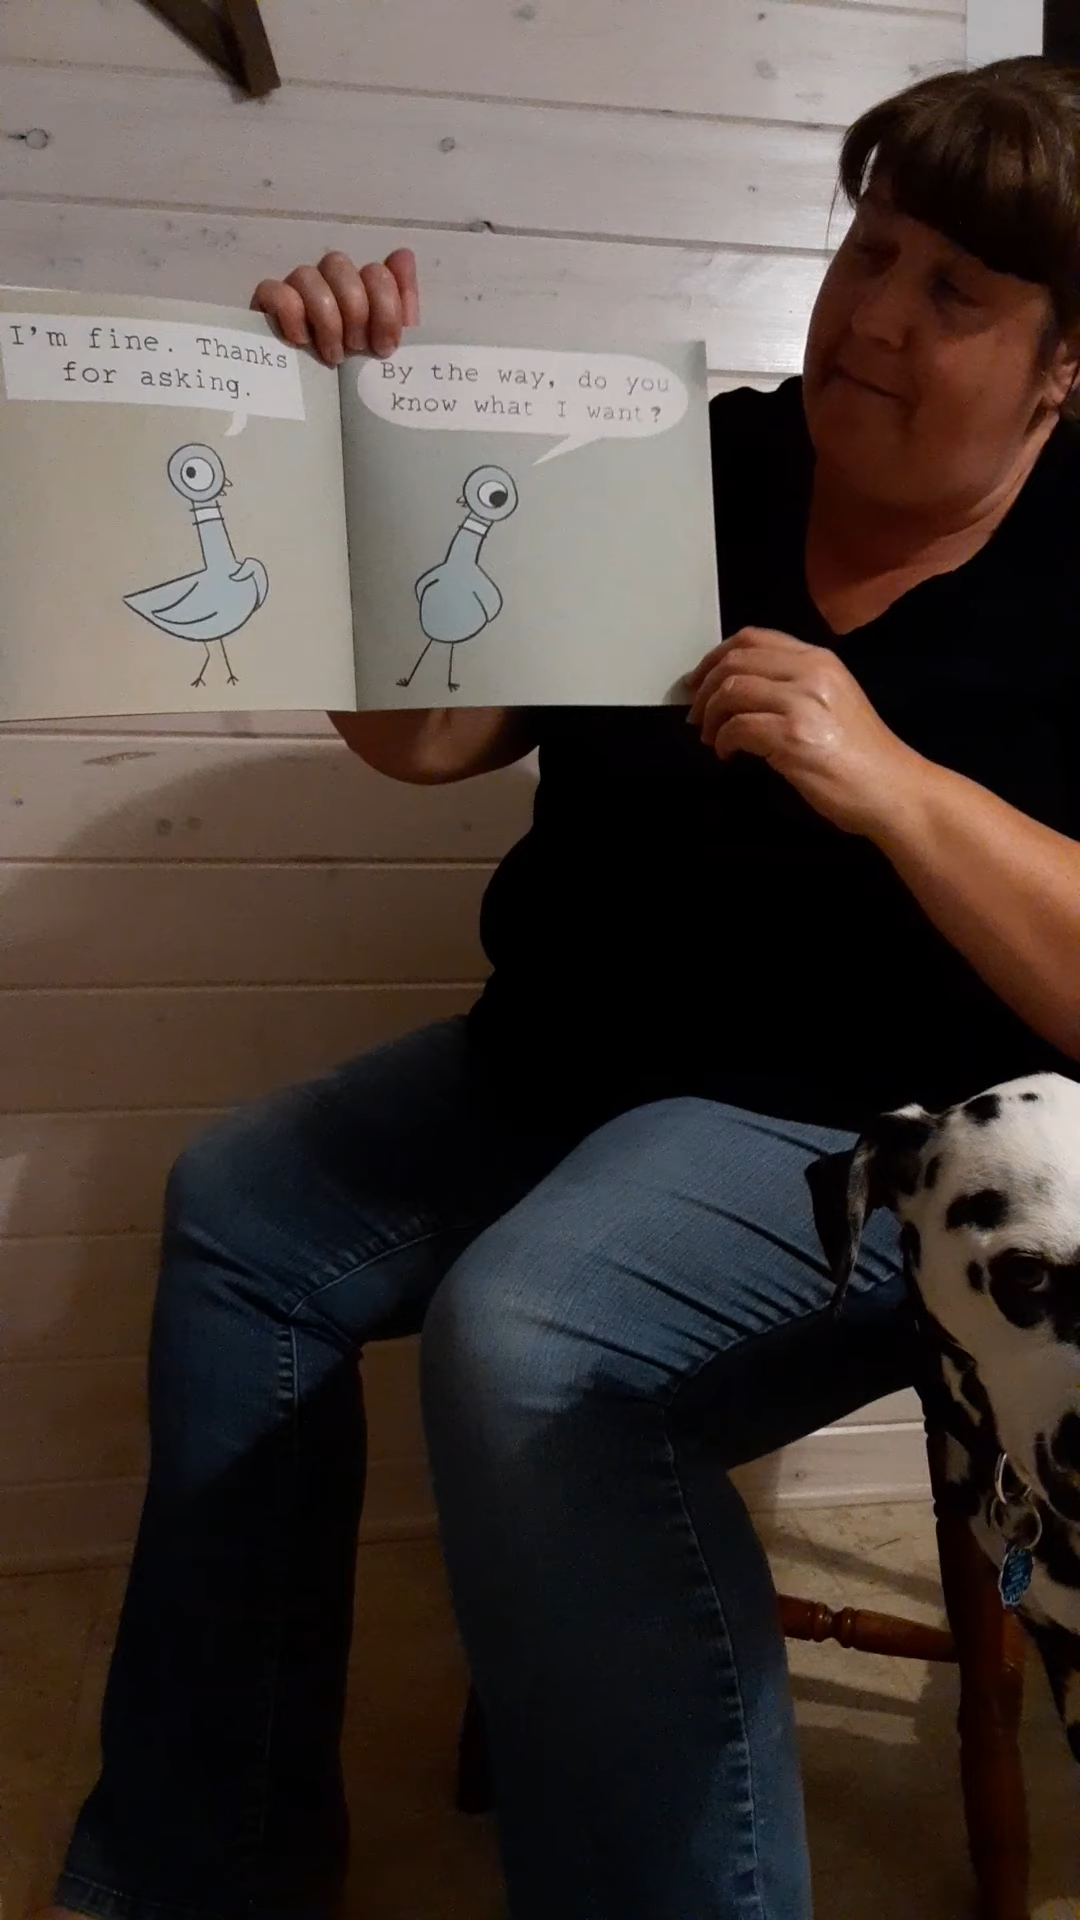 I'm fine. Thanks
for asking.
By the way, do you
know what I want?